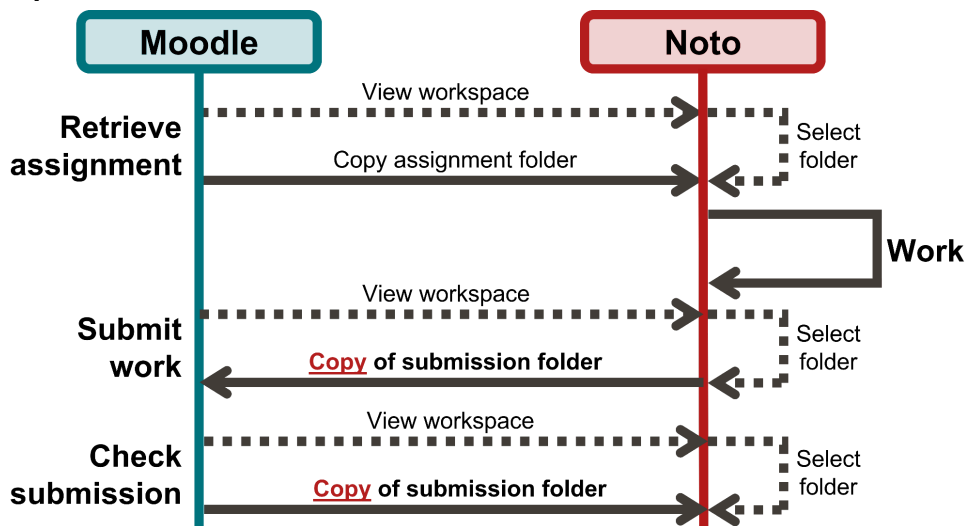 Moodle
Noto
View workspace
Retrieve
assignment
Select
folder
Copy assignment folder
Work
View workspace
Submit
work
Select
folder
Copy of submission folder
View workspace
Check
submission
Select
folder
Copy of submission folder